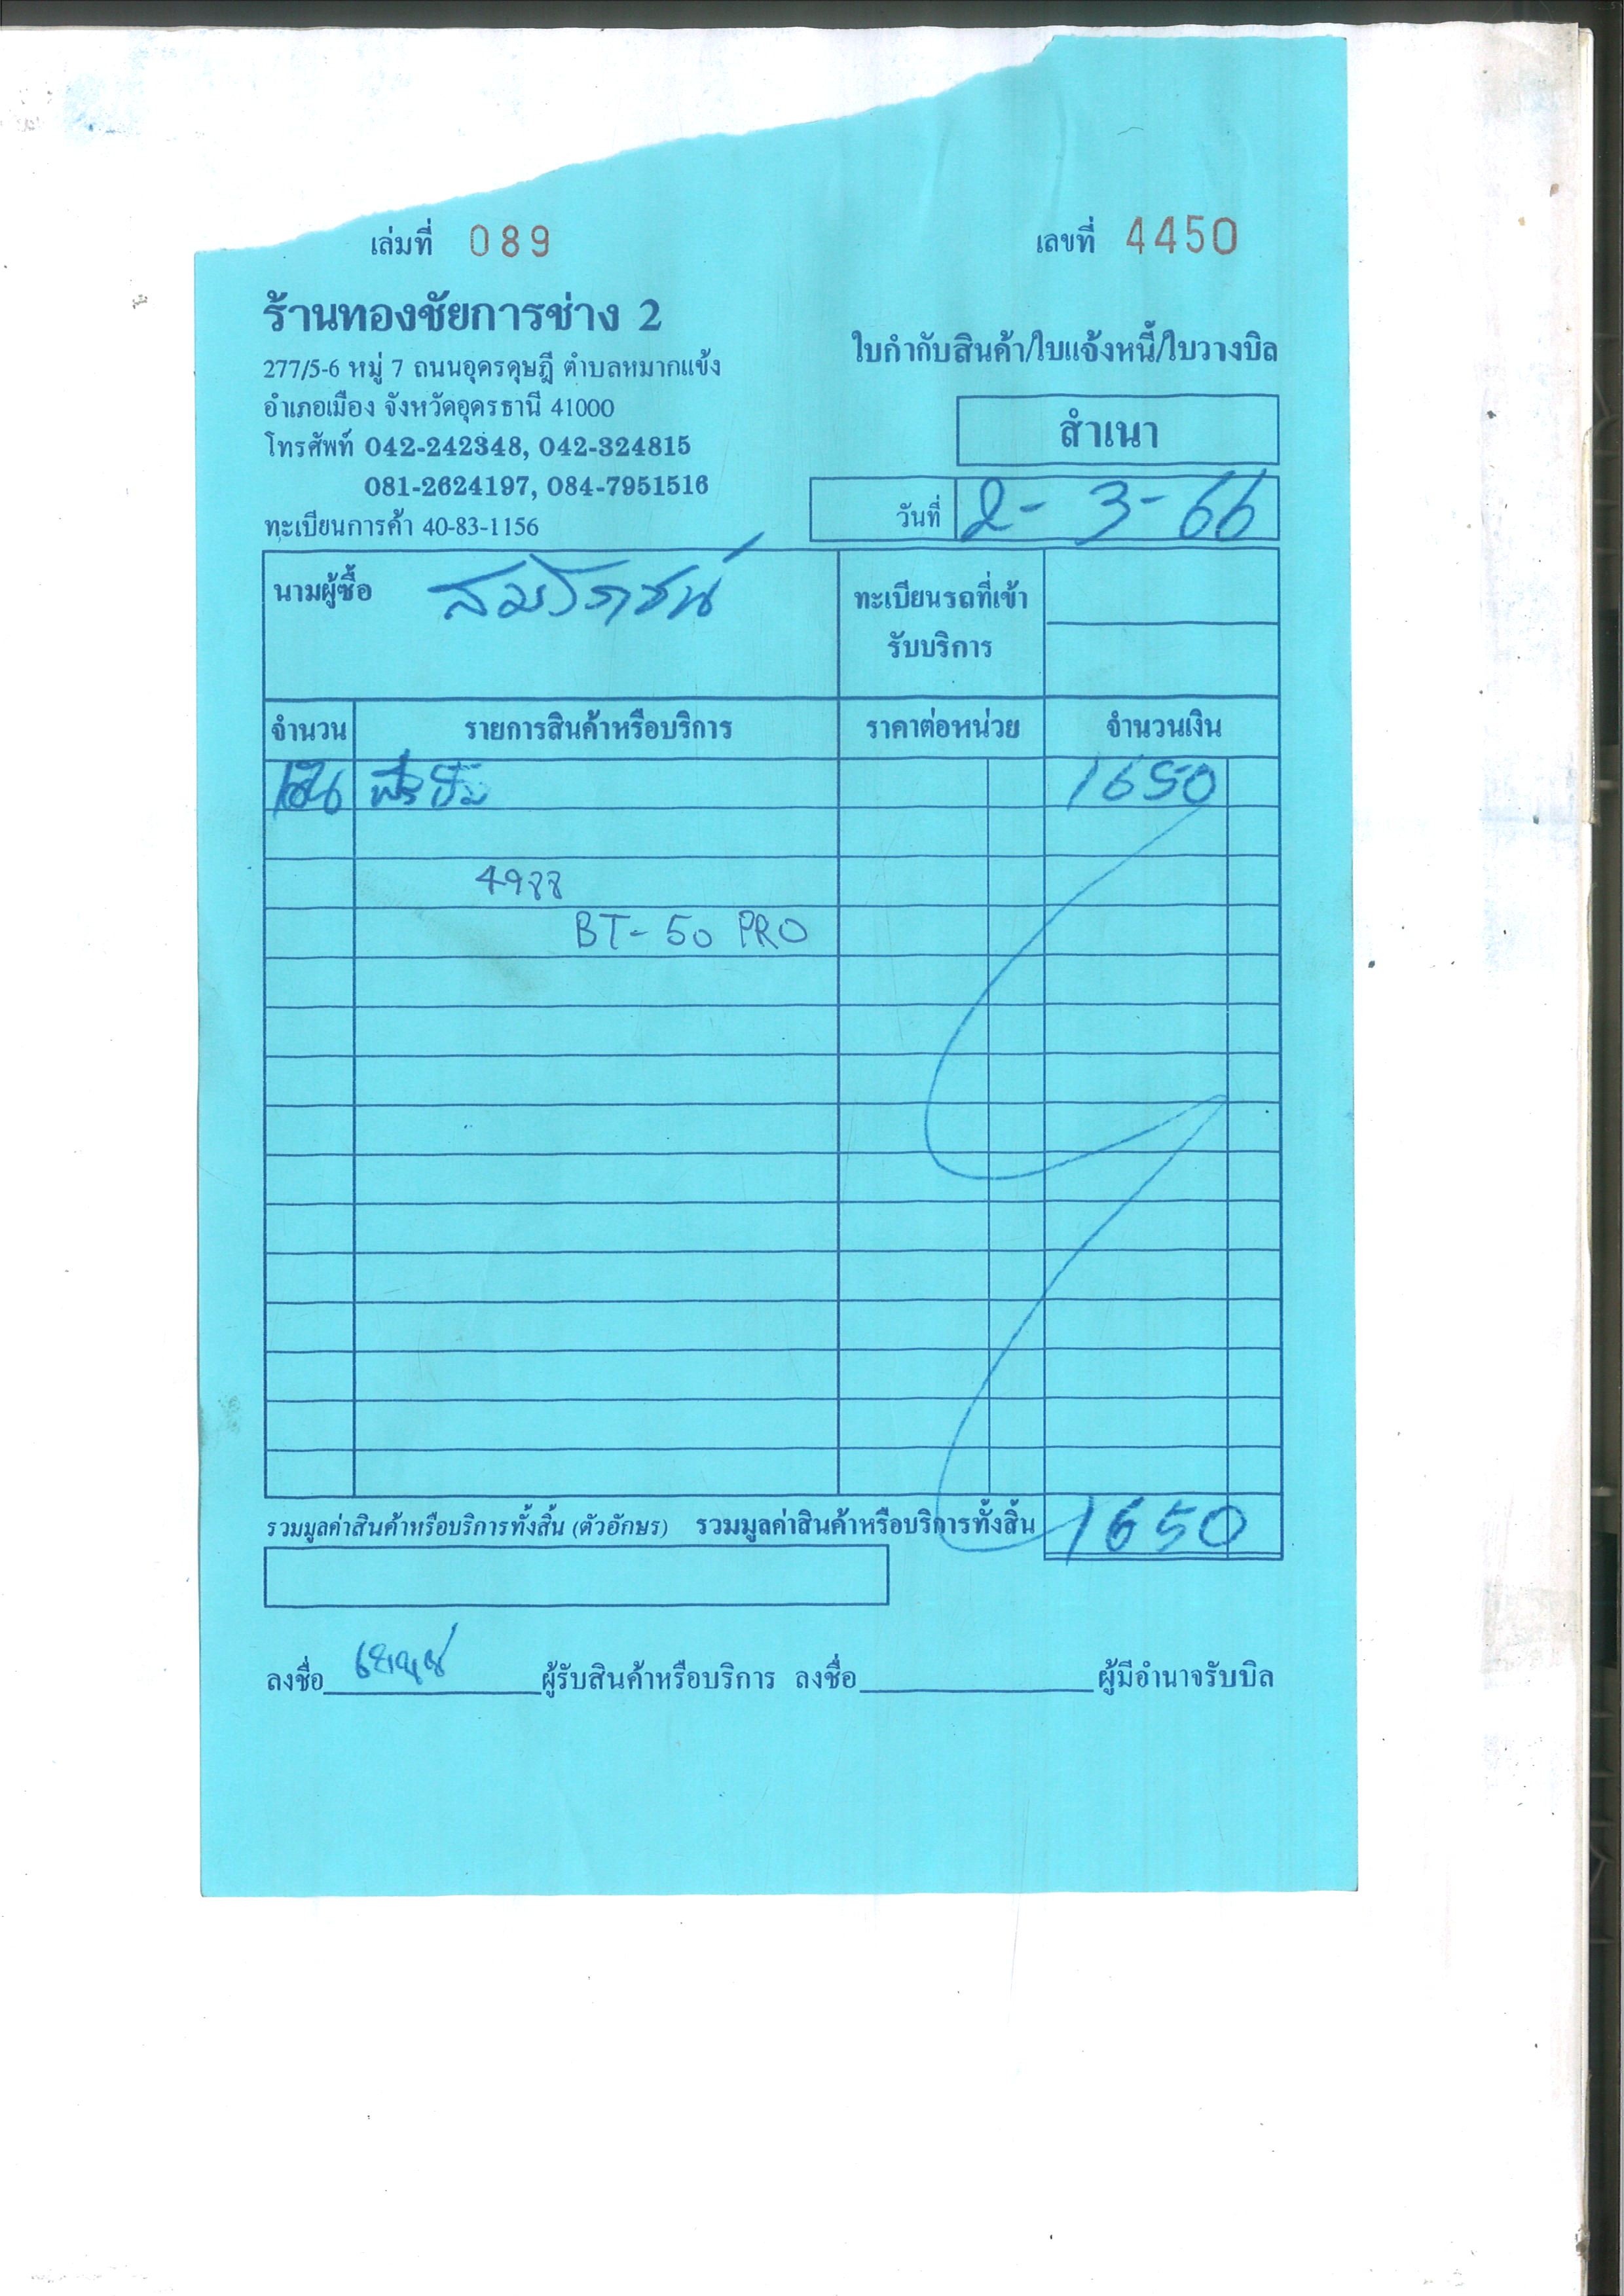 เล่มที่ 089
เลขที่ 4450
ร้านทองชัยการช่าง 2
ใบกำกับสินค้า/ใบแจ้งหนี้/ใบวางบิล
277/5-6 หมู่ 7 ถนนอุดรดุษฎี ตำบลหมากแข้ง
อำเภอเมือง จังหวัดอุดรธานี 41000
สำเนา
โทรศัพท์ 042-242348, 042-324815
081-2624197, 084-7951516
วันที่ 2-3-66
ทะเบียนการค้า 40-83-1156
นามผู้ซื้อ
ทะเบียนรถที่เข้า
รับบริการ
จำนวน รายการสินค้าหรือบริการ ราคาต่อหน่วย จำนวนเงิน
1650
4988
BT-50 PRO
รวมมูลค่าสินค้าหรือบริการทั้งสิ้น (ตัวอักษร) รวมมูลค่าสินค้าหรือบริการทั้งสิ้น 1650
ลงชื่อ ผู้รับสินค้าหรือบริการ ลงชื่อ ผู้มีอำนาจรับบิล